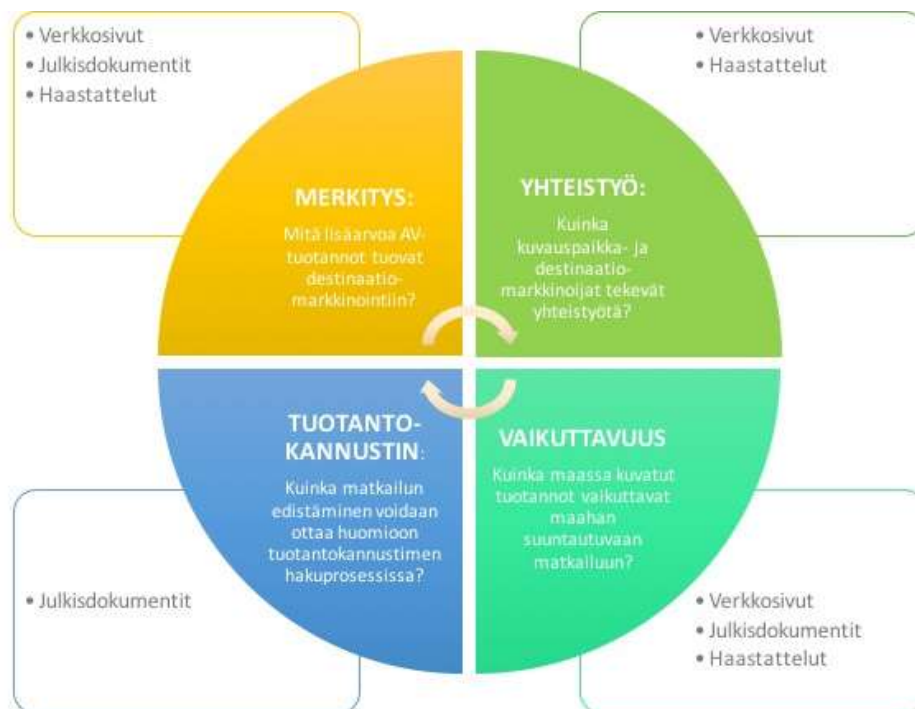 • Verkkosivut
• Julkisdokumentit
• Haastattelut
MERKITYS:
Mitä lisäarvoa AV-
tuotannot tuovat
destinaatio-
markkinointiin?
• Verkkosivut
• Haastattelut
YHTEISTYÖ:
Kuinka
kuvauspaikka- ja
destinaatio-
markkinoijat tekevät
yhteistyötä?
TUOTANTO-
KANNUSTIN:
Kuinka matkailun
edistäminen voidaan
ottaa huomioon
tuotantokannustimen
hakuprosessissa?
• Julkisdokumentit
VAIKUTTAVUUS
Kuinka maassa kuvatut
tuotannot vaikuttavat
maahan
suuntautuvaan
matkailuun?
• Verkkosivut
• Julkisdokumentit
• Haastattelut